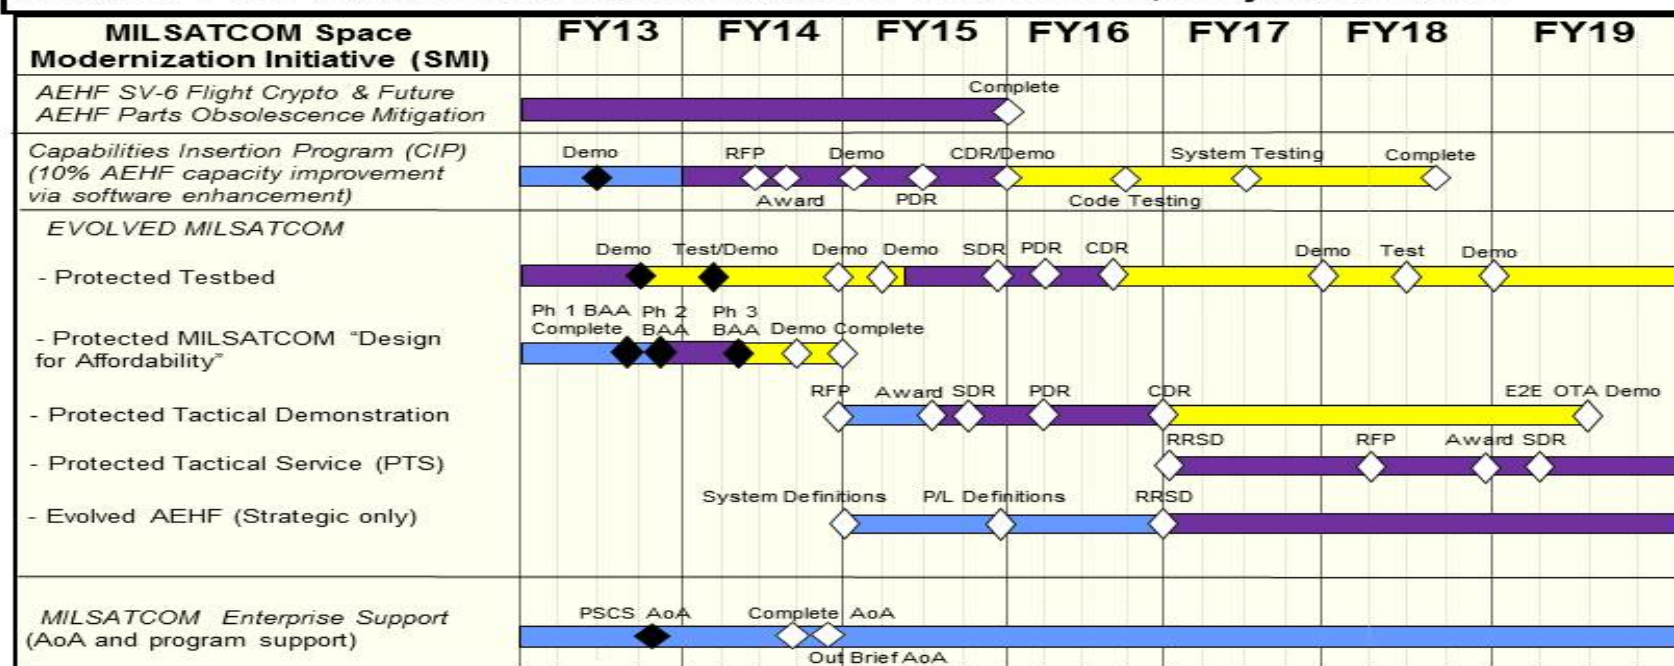 MILSATCOM Space
Modernization Initiative (SMI)
FY13 FY14 FY15 FY16 FY17 FY18 FY19
AEHF SV-6 Flight Crypto & Future
AEHF Parts Obsolescence Mitigation
Complete
Capabilities Insertion Program (CIP)
(10% AEHF capacity improvement
via software enhancement)
Demo RFP Demo CDR/Demo System Testing Complete
Award PDR Code Testing
EVOLVED MILSATCOM
Demo Test/Demo Demo Demo SDR PDR CDR Demo Test Demo
- Protected Testbed
Ph 1 BAA Ph 2 Ph 3
Complete BAA BAA Demo Complete
- Protected MILSATCOM “Design
for Affordability”
RFP Award SDR PDR CDR E2E OTA Demo
- Protected Tactical Demonstration
RRSD RFP Award SDR
- Protected Tactical Service (PTS)
System Definitions P/L Definitions RRSD
- Evolved AEHF (Strategic only)
MILSATCOM Enterprise Support
(AoA and program support)
PSCS AoA Complete AoA
Out Brief AoA